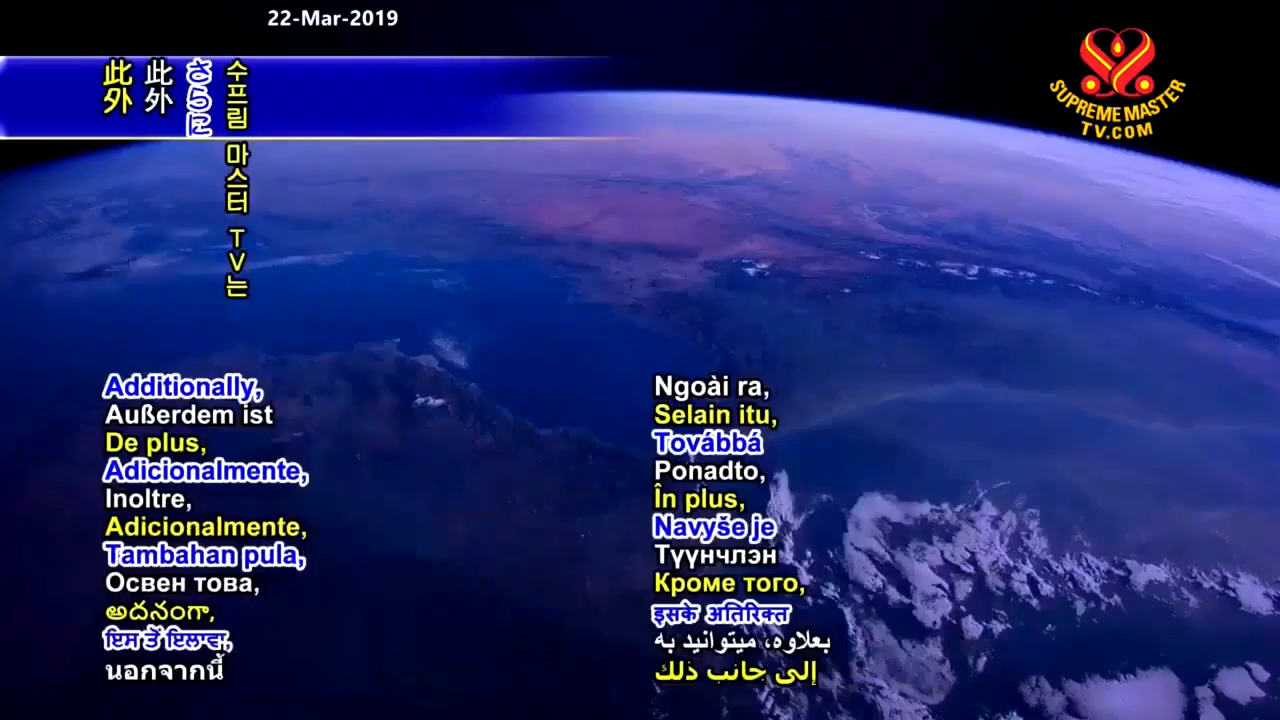 22-Mar-2019
SUPREME MASTER
TV.COM
此外
此外
さらに
수프림 마스터 TV는
Additionally,
Außerdem ist
De plus,
Adicionalmente,
Inoltre,
Adicionalmente,
Tambahan pula,
Освен това,
అదనంగా,
ਇਸ ਤੋਂ ਇਲਾਵਾ,
นอกจากนี้
Ngoài ra,
Selain itu,
Továbbá
Ponadto,
În plus,
Navyše je
Түүнчлэн
Кроме того,
इसके अतिरिक्त
بعلاوه، میتوانید به
إلى جانب ذلك